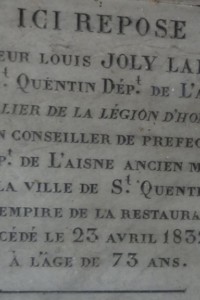 ICI REPOSE
EUR LOUIS JOLY LA
ST. QUENTIN DÉPT. DE L'A
ALIER DE LA LÉGION D'HO
N CONSEILLER DE PREFEC
PT. DE L'AISNE ANCIEN M
LA VILLE DE ST. QUENT
EMPIRE DE LA RESTAURA
CÉDÉ LE 23 AVRIL 183
À L'ÂGE DE 73 ANS.